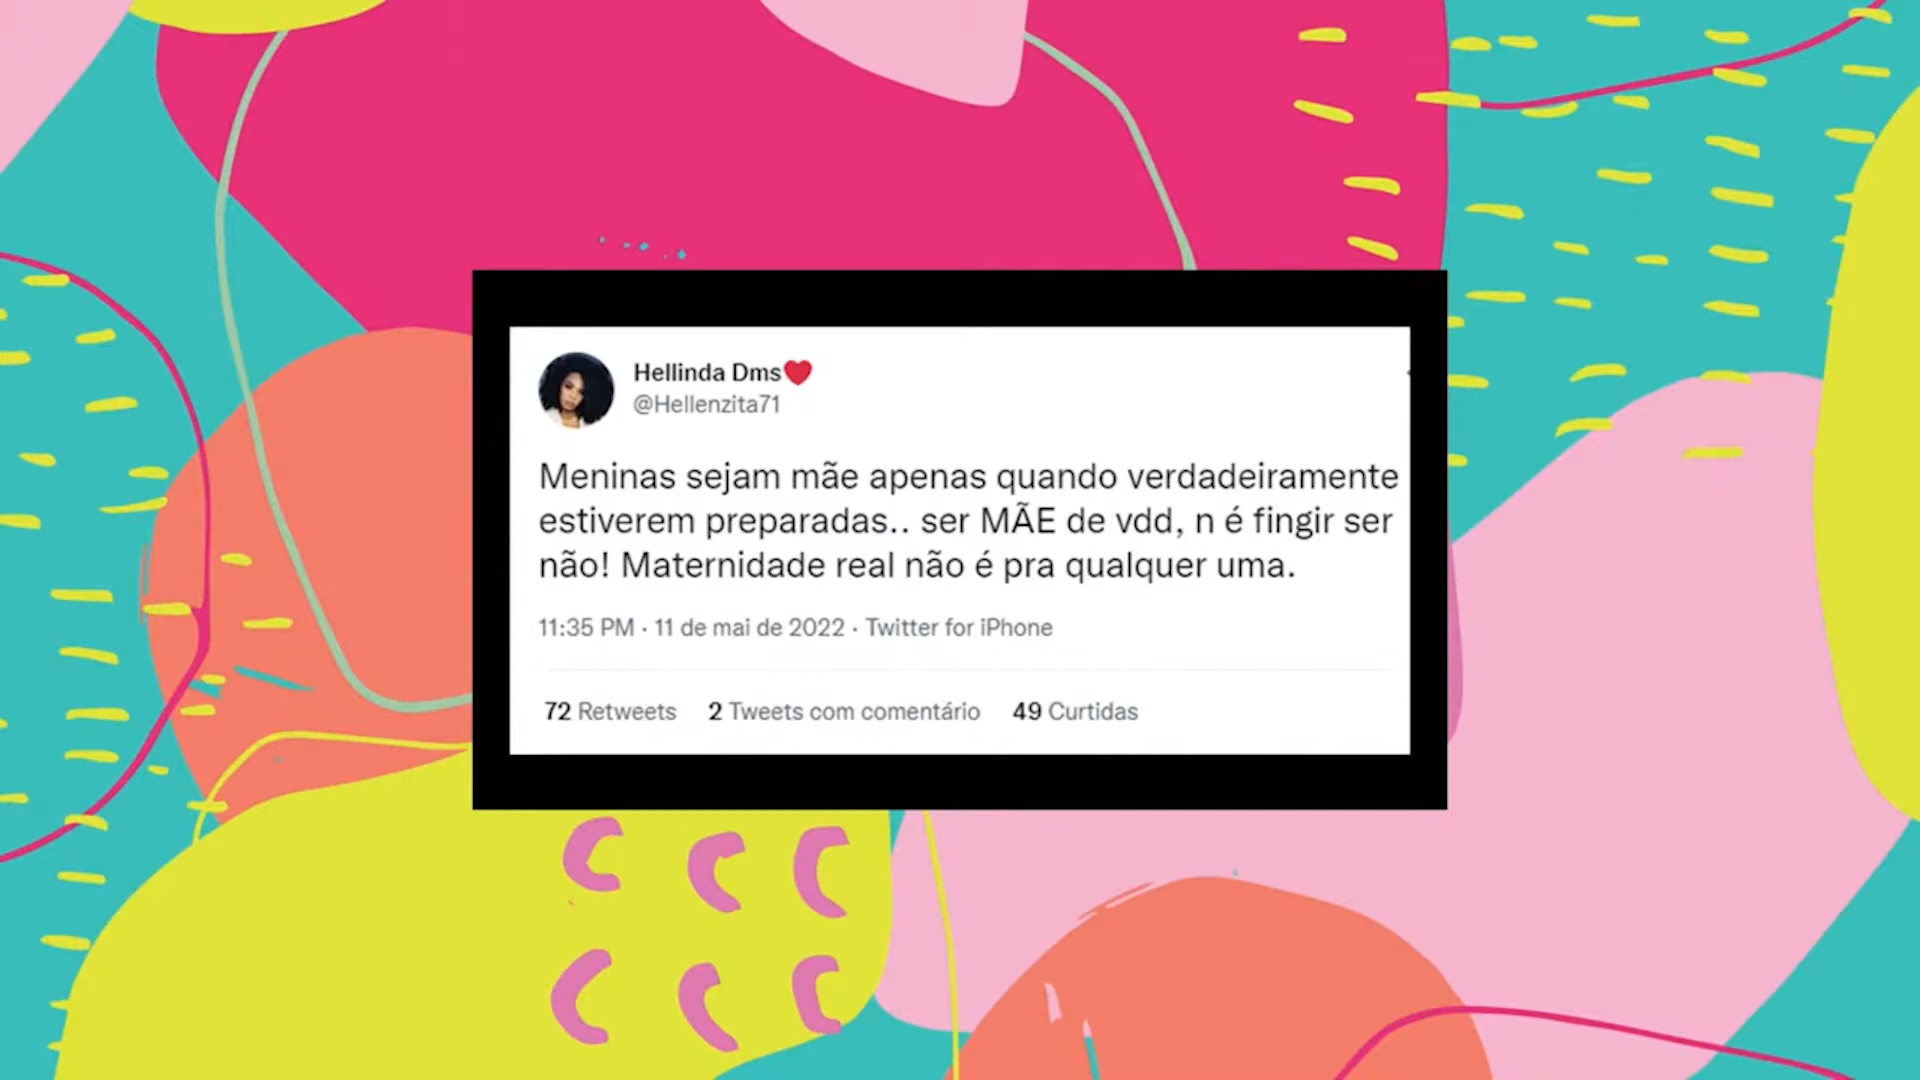 Hellinda Dms❤️
@Hellenzita71
Meninas sejam mãe apenas quando verdadeiramente
estiverem preparadas.. ser MÃE de vdd, n é fingir ser
não! Maternidade real não é pra qualquer uma.
11:35 PM · 11 de mai de 2022 · Twitter for iPhone
72 Retweets 2 Tweets com comentário 49 Curtidas